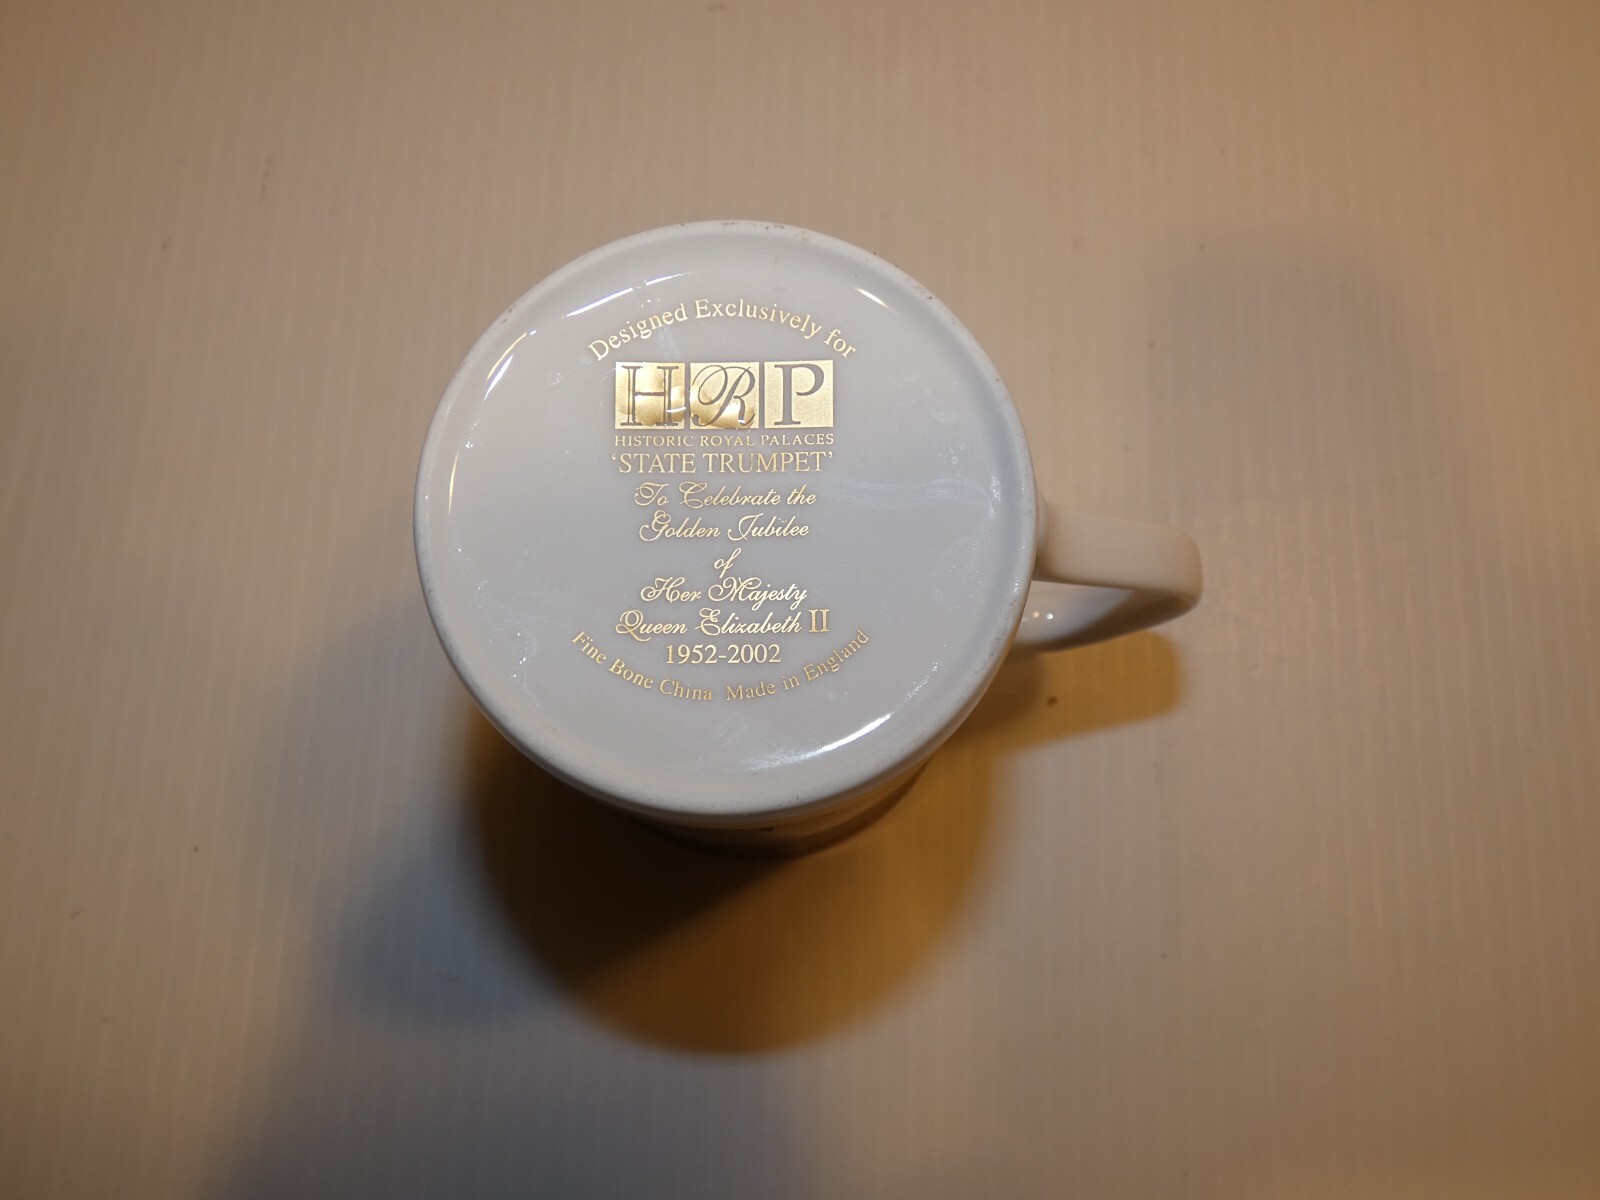 Designed Exclusively for
HRP
HISTORIC ROYAL PALACES
‘STATE TRUMPET’
To Celebrate the
Golden Jubilee
of
Her Majesty
Queen Elizabeth II
1952-2002
Fine Bone China Made in England